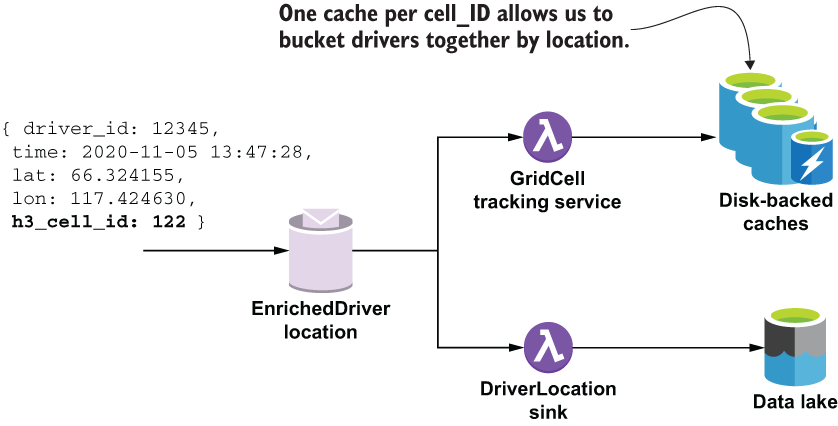 One cache per cell_ID allows us to
bucket drivers together by location.
{ driver_id: 12345,
time: 2020-11-05 13:47:28,
lat: 66.324155,
lon: 117.424630,
h3_cell_id: 122 }
EnrichedDriver
location
λ
GridCell
tracking service
Disk-backed
caches
λ
DriverLocation
sink
Data lake